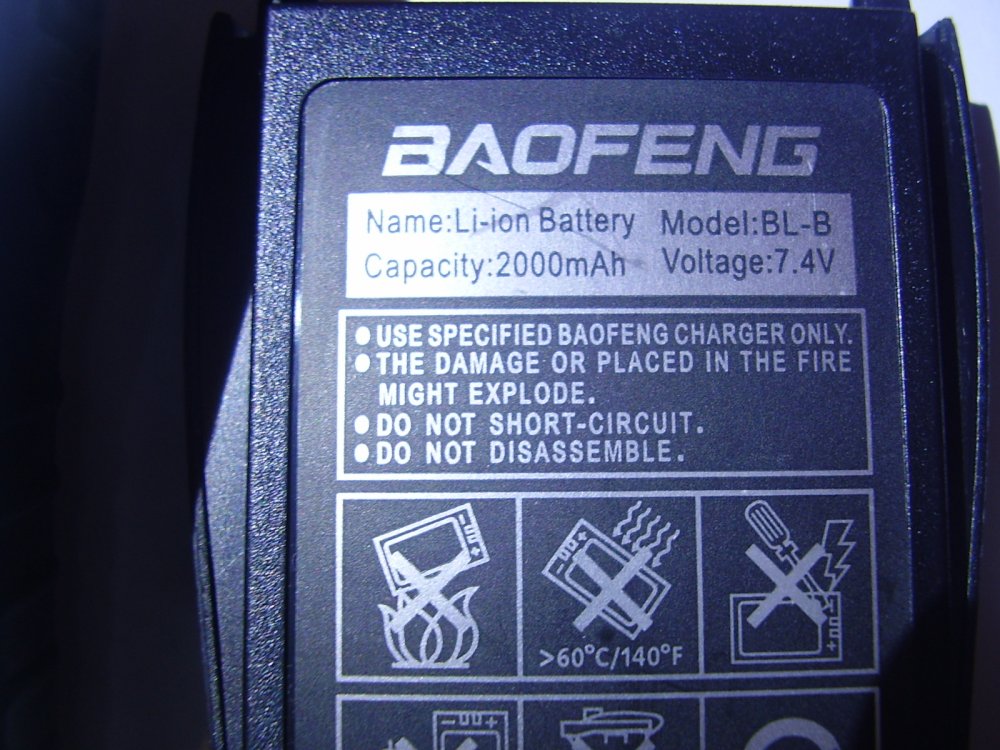 BAOFENG
Name:Li-ion Battery Model:BL-B
Capacity:2000mAh Voltage:7.4V
●USE SPECIFIED BAOFENG CHARGER ONLY.
●THE DAMAGE OR PLACED IN THE FIRE
MIGHT EXPLODE.
●DO NOT SHORT-CIRCUIT.
●DO NOT DISASSEMBLE.
>60°C/140°F